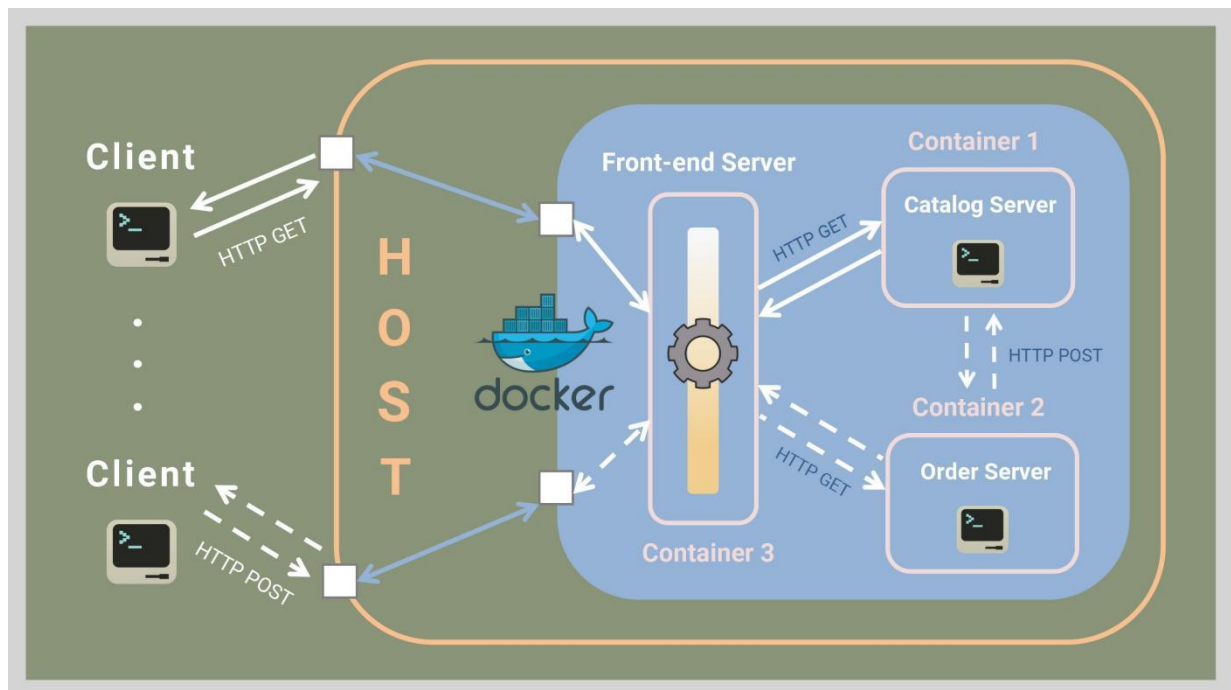 Client
HTTP GET
HOST
docker
Front-end Server
Container 1
Catalog Server
>_
HTTP GET
HTTP POST
Container 2
Order Server
>_
HTTP GET
Container 3
Client
>_
HTTP POST
>_